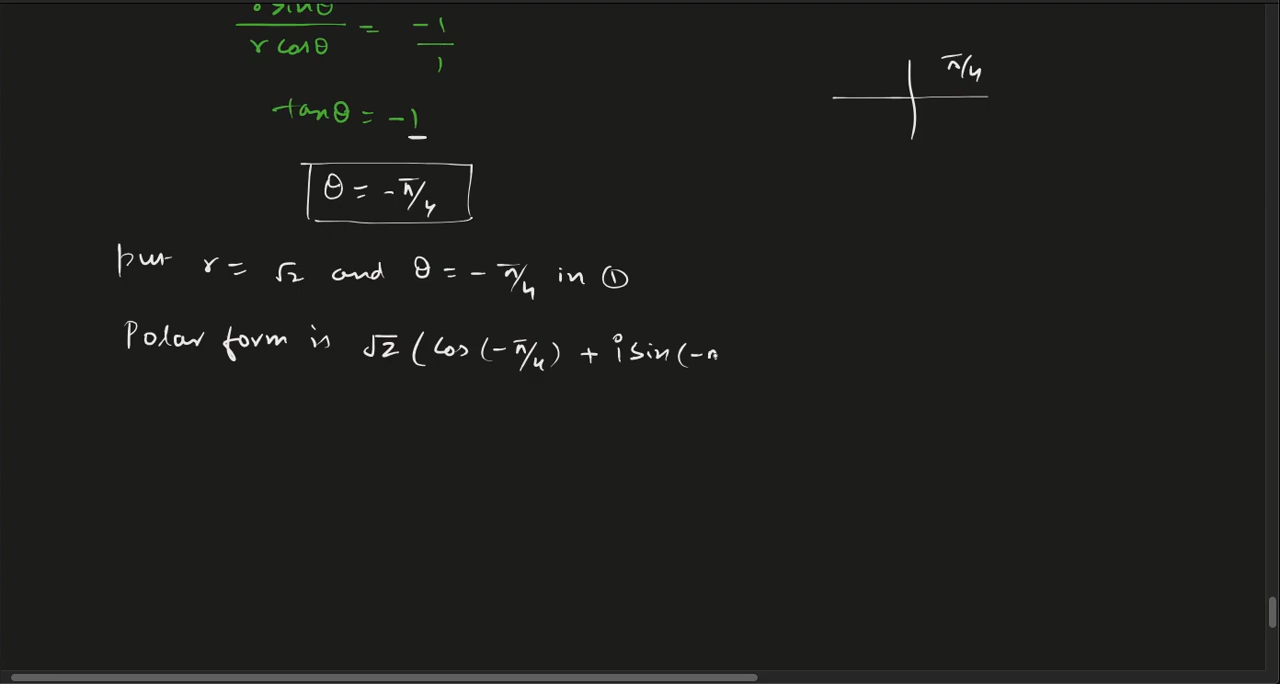 r sinθ / r cosθ = -1/1
π/4
tanθ = -1
θ = -π/4
put r = √2 and θ = -π/4 in ①
Polar form is √2 (cos(-π/4) + i sin(-π